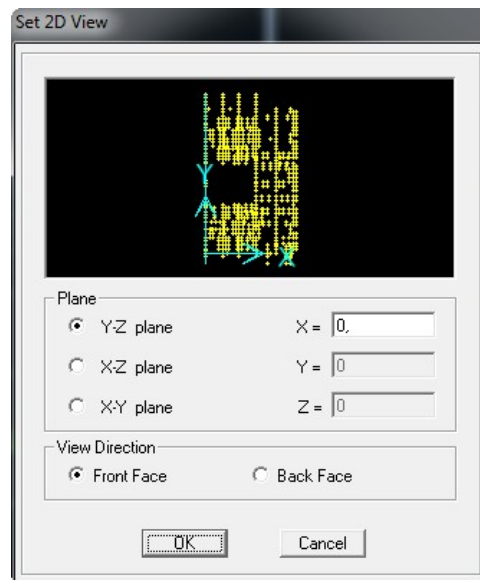 Set 2D View
Y
X
Plane
Y-Z plane X = 0,
X-Z plane Y = 0
X-Y plane Z = 0
View Direction
Front Face Back Face
OK Cancel